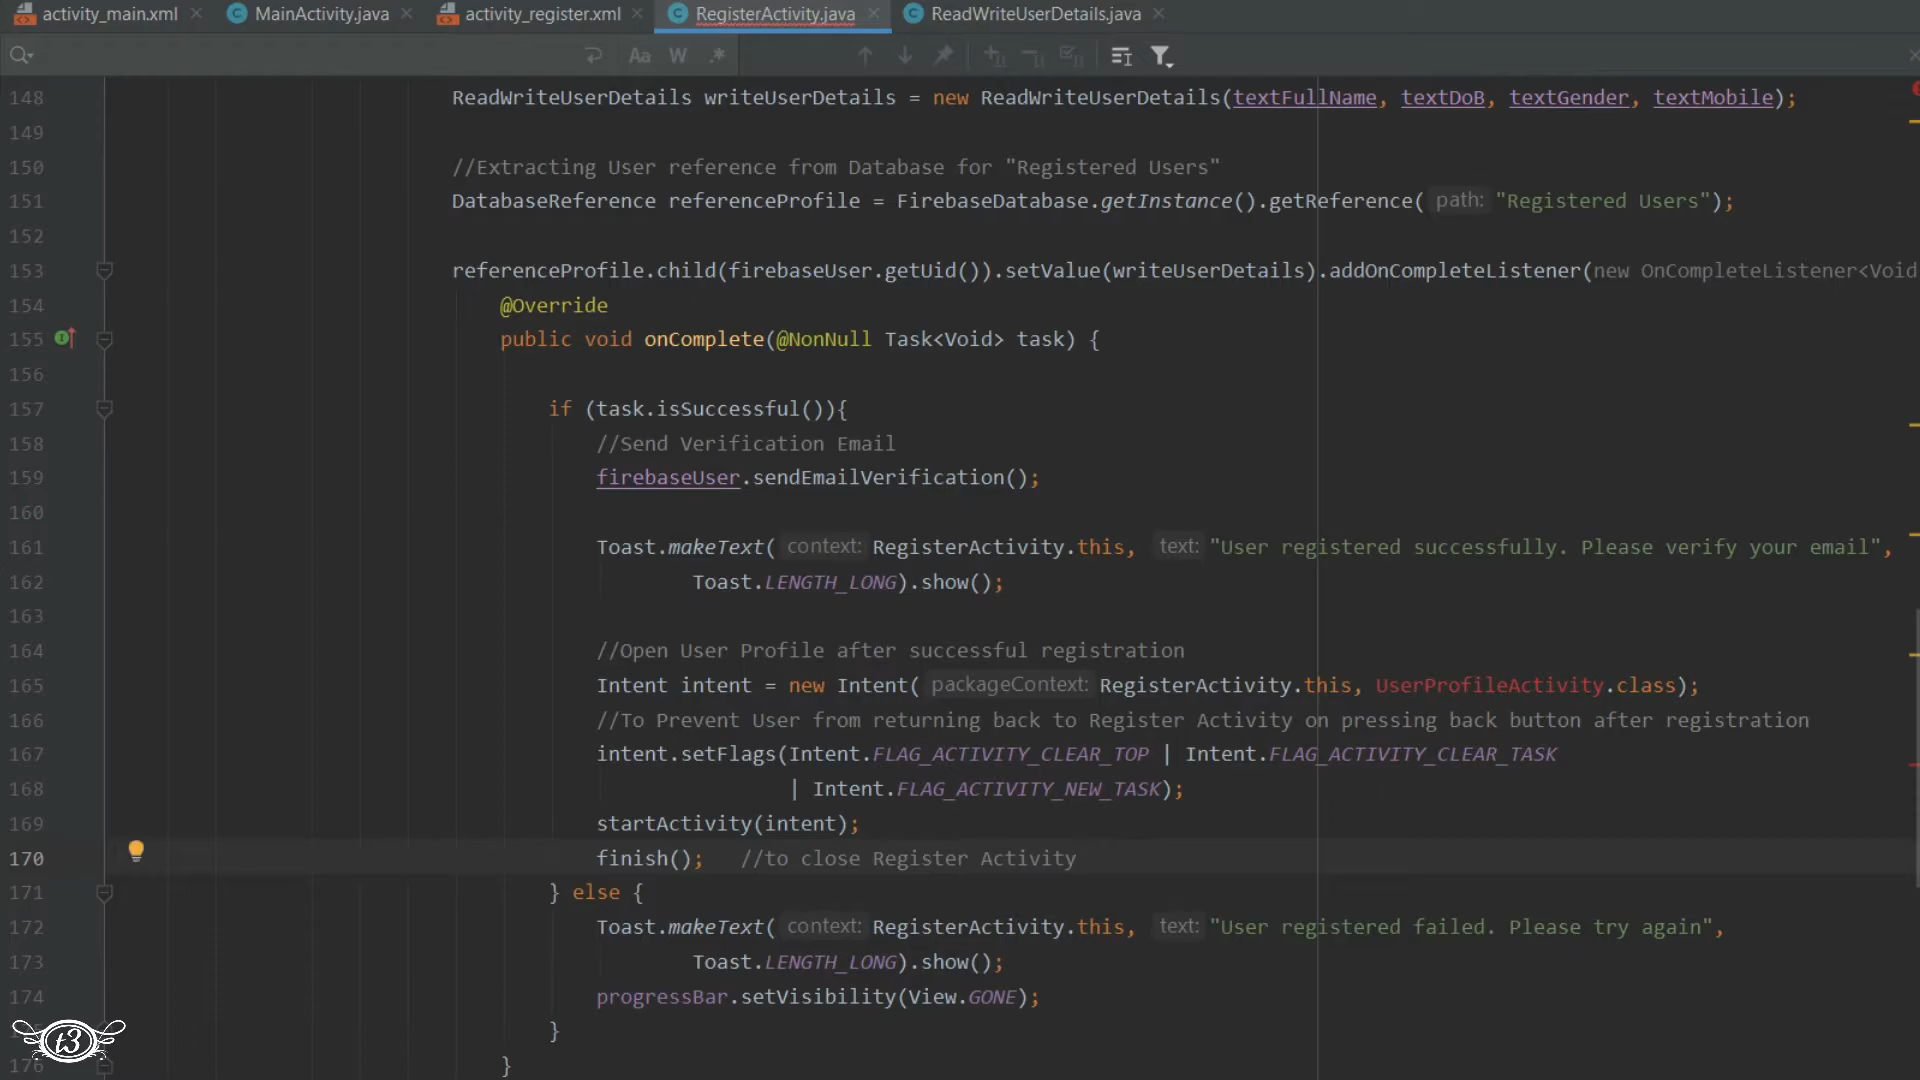 activity_main.xml MainActivity.java activity_register.xml RegisterActivity.java ReadWriteUserDetails.java
Aa W .*
148 ReadWriteUserDetails writeUserDetails = new ReadWriteUserDetails(textFullName, textDoB, textGender, textMobile);
149
150 //Extracting User reference from Database for "Registered Users"
151 DatabaseReference referenceProfile = FirebaseDatabase.getInstance().getReference( path: "Registered Users");
152
153 referenceProfile.child(firebaseUser.getUid()).setValue(writeUserDetails).addOnCompleteListener(new OnCompleteListener<Void
154 @Override
155 public void onComplete(@NonNull Task<Void> task) {
156
157 if (task.isSuccessful()){
158 //Send Verification Email
159 firebaseUser.sendEmailVerification();
160
161 Toast.makeText( context: RegisterActivity.this, text: "User registered successfully. Please verify your email",
162 Toast.LENGTH_LONG).show();
163
164 //Open User Profile after successful registration
165 Intent intent = new Intent( packageContext: RegisterActivity.this, UserProfileActivity.class);
166 //To Prevent User from returning back to Register Activity on pressing back button after registration
167 intent.setFlags(Intent.FLAG_ACTIVITY_CLEAR_TOP | Intent.FLAG_ACTIVITY_CLEAR_TASK
168 | Intent.FLAG_ACTIVITY_NEW_TASK);
169 startActivity(intent);
170 finish(); //to close Register Activity
171 } else {
172 Toast.makeText( context: RegisterActivity.this, text: "User registered failed. Please try again",
173 Toast.LENGTH_LONG).show();
174 progressBar.setVisibility(View.GONE);
}
176 }
t3